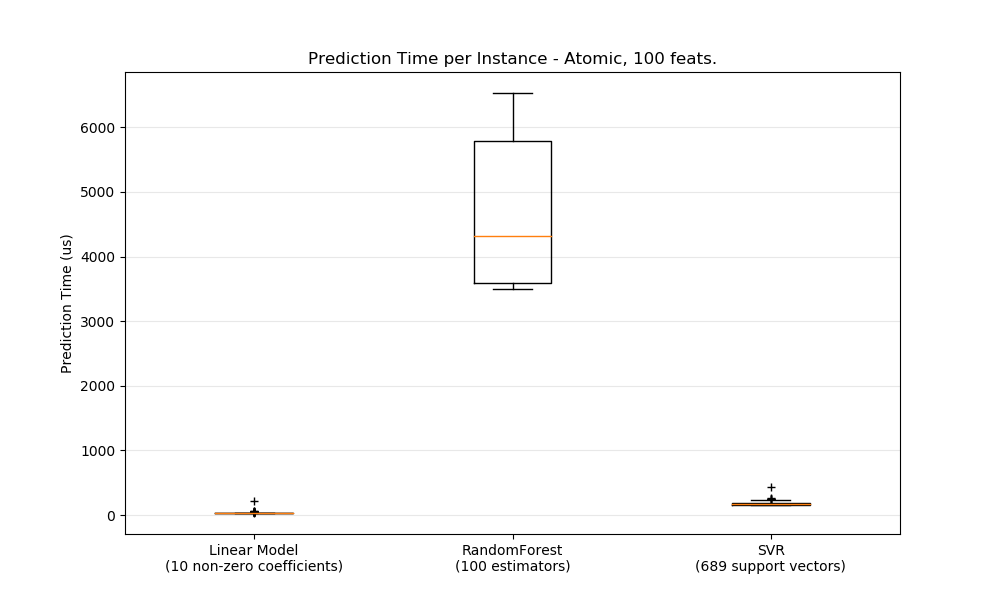 Prediction Time per Instance - Atomic, 100 feats.
Prediction Time (us)
6000
5000
4000
3000
2000
1000
0
Linear Model
(10 non-zero coefficients)
RandomForest
(100 estimators)
SVR
(689 support vectors)